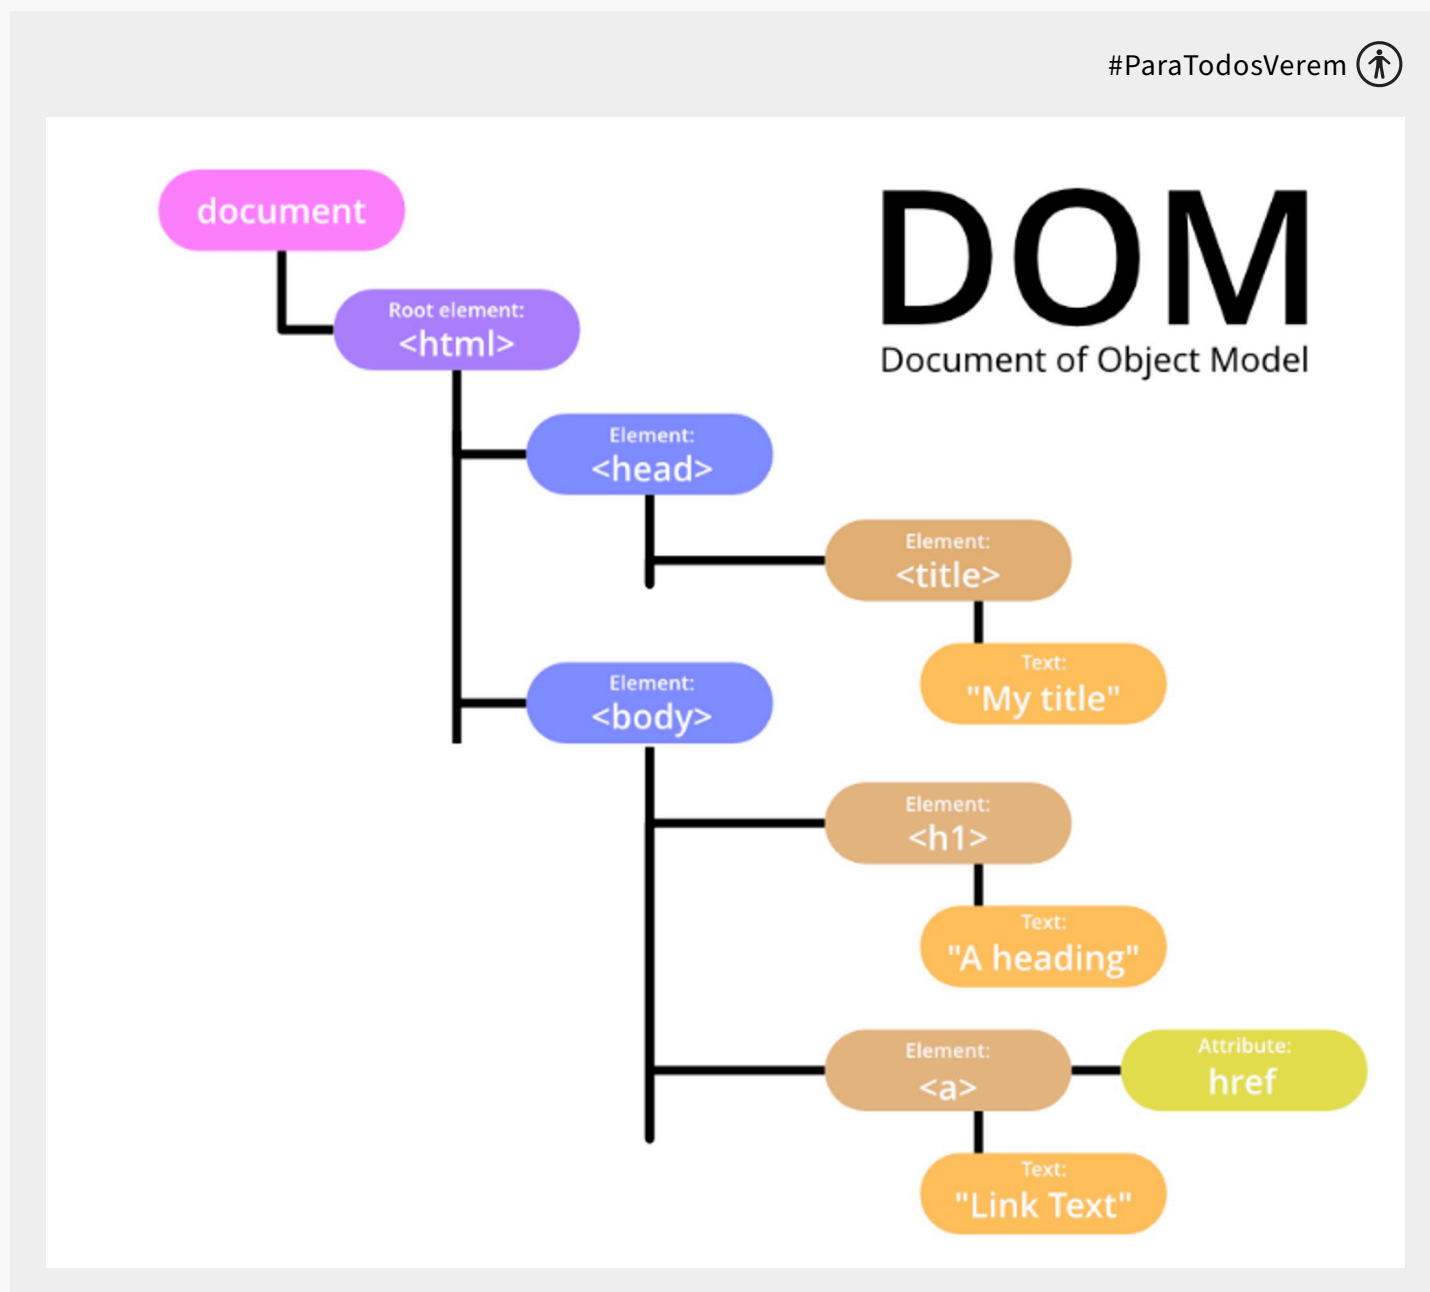 #ParaTodosVerem
document
DOM
Document of Object Model
Root element:
<html>
Element:
<head>
Element:
<title>
Text:
"My title"
Element:
<body>
Element:
<h1>
Text:
"A heading"
Element:
<a>
Attribute:
href
Text:
"Link Text"